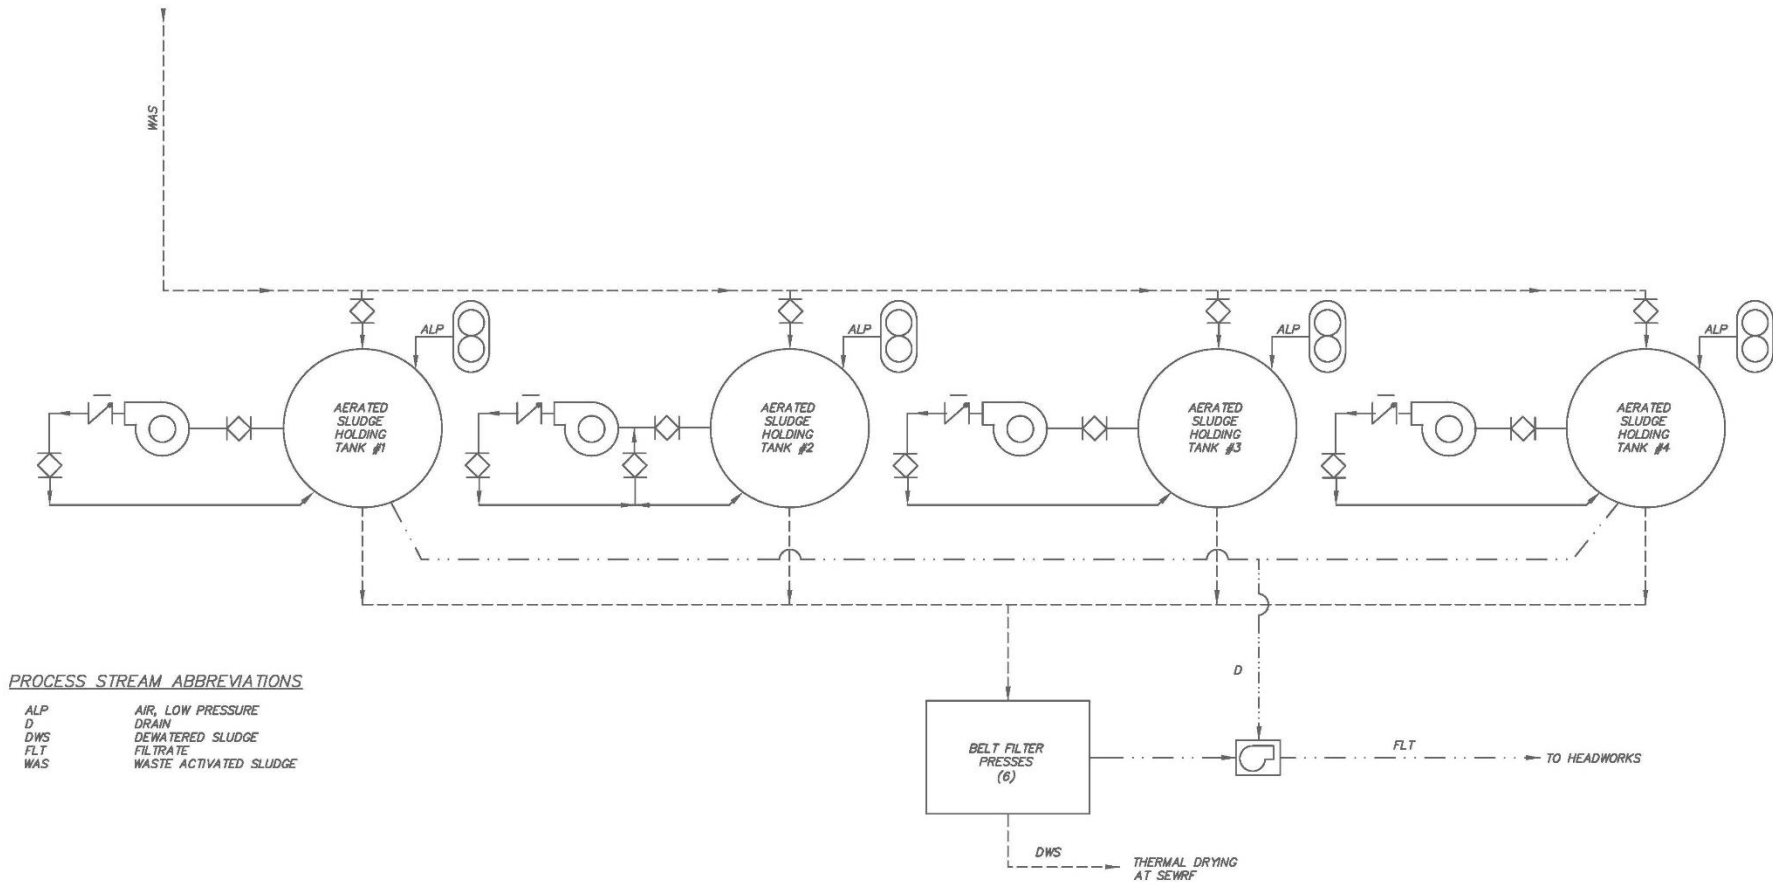 WAS
ALP
ALP
ALP
ALP
AERATED
SLUDGE
HOLDING
TANK #1
AERATED
SLUDGE
HOLDING
TANK #2
AERATED
SLUDGE
HOLDING
TANK #3
AERATED
SLUDGE
HOLDING
TANK #4
D
PROCESS STREAM ABBREVIATIONS
ALP AIR, LOW PRESSURE
D DRAIN
DWS DEWATERED SLUDGE
FLT FILTRATE
WAS WASTE ACTIVATED SLUDGE
BELT FILTER
PRESSES
(6)
FLT
TO HEADWORKS
DWS
THERMAL DRYING
AT SEWRF